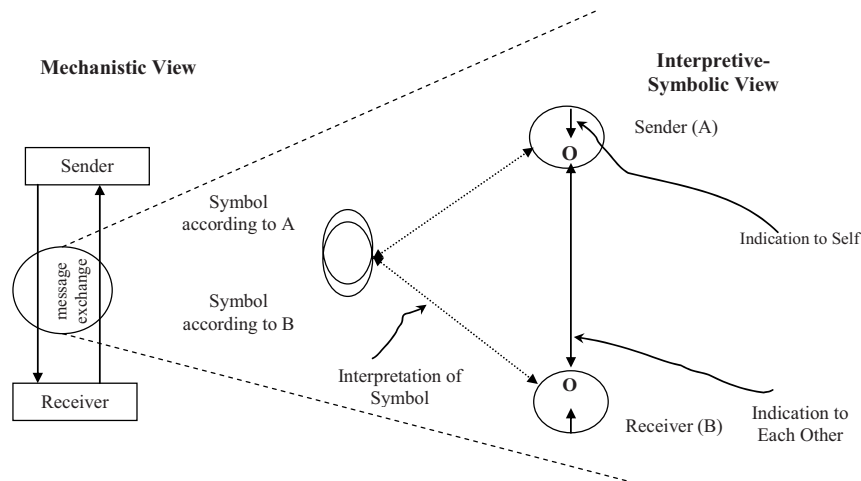 Mechanistic View
Sender
message
exchange
Receiver
Symbol
according to A
Symbol
according to B
Interpretation of
Symbol
Interpretive-
Symbolic View
Sender (A)
O
Indication to Self
O
Receiver (B)
Indication to
Each Other